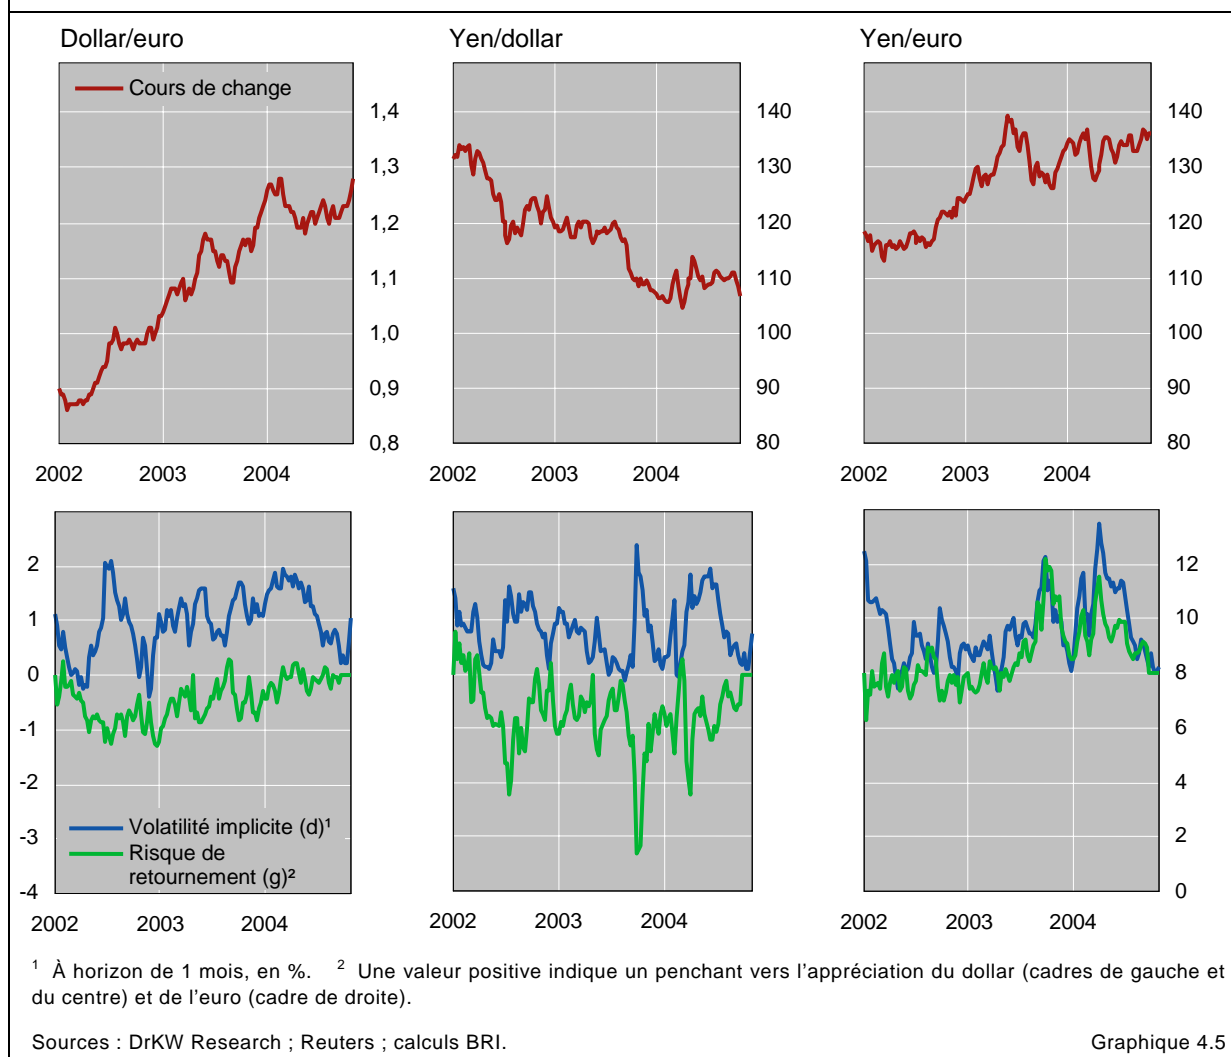 Dollar/euro
Yen/dollar
Yen/euro
Cours de change
1,4
1,3
1,2
1,1
1,0
0,9
0,8
2002 2003 2004
140
130
120
110
100
90
80
2002 2003 2004
140
130
120
110
100
90
80
2002 2003 2004
2
1
0
-1
-2
-3
-4
Volatilité implicite (d)¹
Risque de
retournement (g)²
2002 2003 2004
2002 2003 2004
12
10
8
6
4
2
0
2002 2003 2004
¹ À horizon de 1 mois, en %. ² Une valeur positive indique un penchant vers l'appréciation du dollar (cadres de gauche et
du centre) et de l'euro (cadre de droite).
Sources : DrKW Research ; Reuters ; calculs BRI.
Graphique 4.5